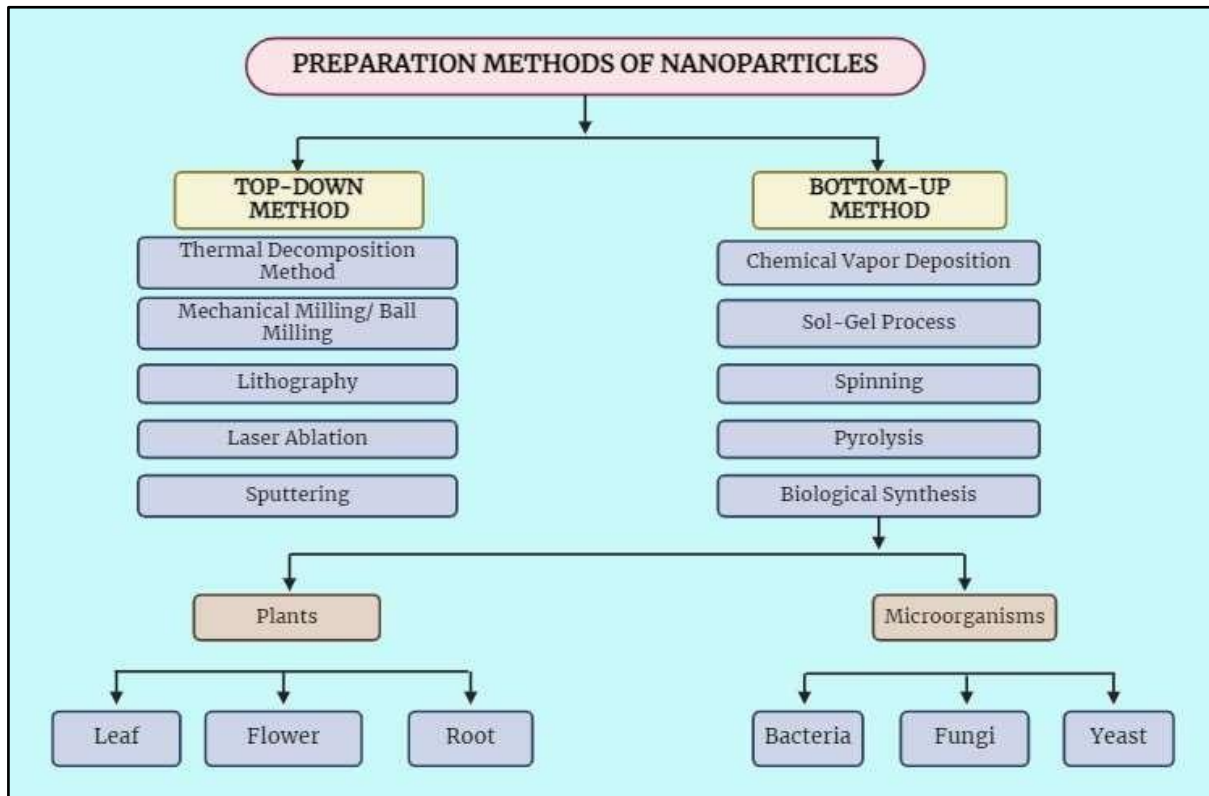 PREPARATION METHODS OF NANOPARTICLES
TOP-DOWN
METHOD
Thermal Decomposition
Method
Mechanical Milling/ Ball
Milling
Lithography
Laser Ablation
Sputtering
BOTTOM-UP
METHOD
Chemical Vapor Deposition
Sol-Gel Process
Spinning
Pyrolysis
Biological Synthesis
Plants
Microorganisms
Leaf
Flower
Root
Bacteria
Fungi
Yeast